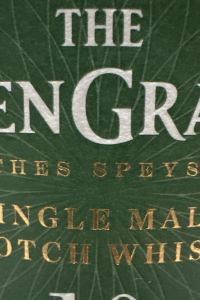 THE
ENGRA
THES SPEYS
INGLE MAL
OTCH WHIS